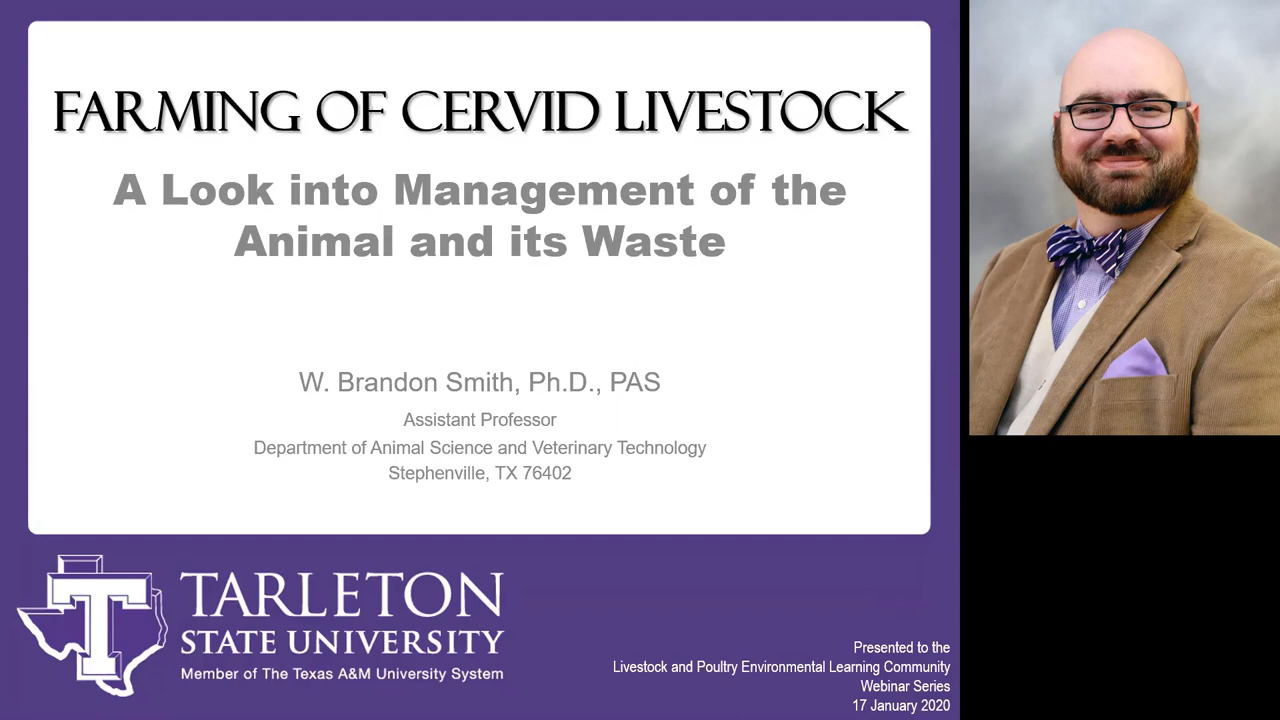 FARMING OF CERVID LIVESTOCK
A Look into Management of the
Animal and its Waste
W. Brandon Smith, Ph.D., PAS
Assistant Professor
Department of Animal Science and Veterinary Technology
Stephenville, TX 76402
T
TARLETON
STATE UNIVERSITY
Member of The Texas A&M University System
Presented to the
Livestock and Poultry Environmental Learning Community
Webinar Series
17 January 2020